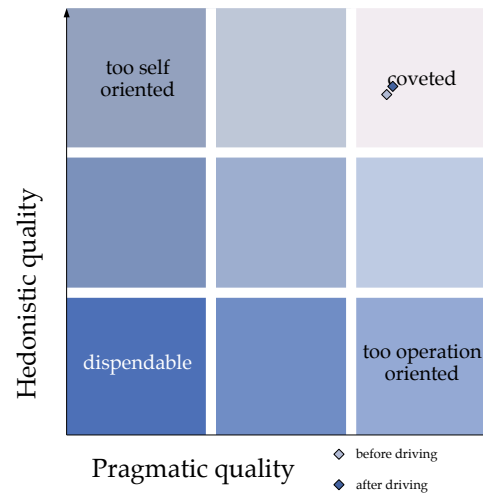 too self
oriented
coveted
Hedonistic quality
dispendable
too operation
oriented
Pragmatic quality
before driving
after driving